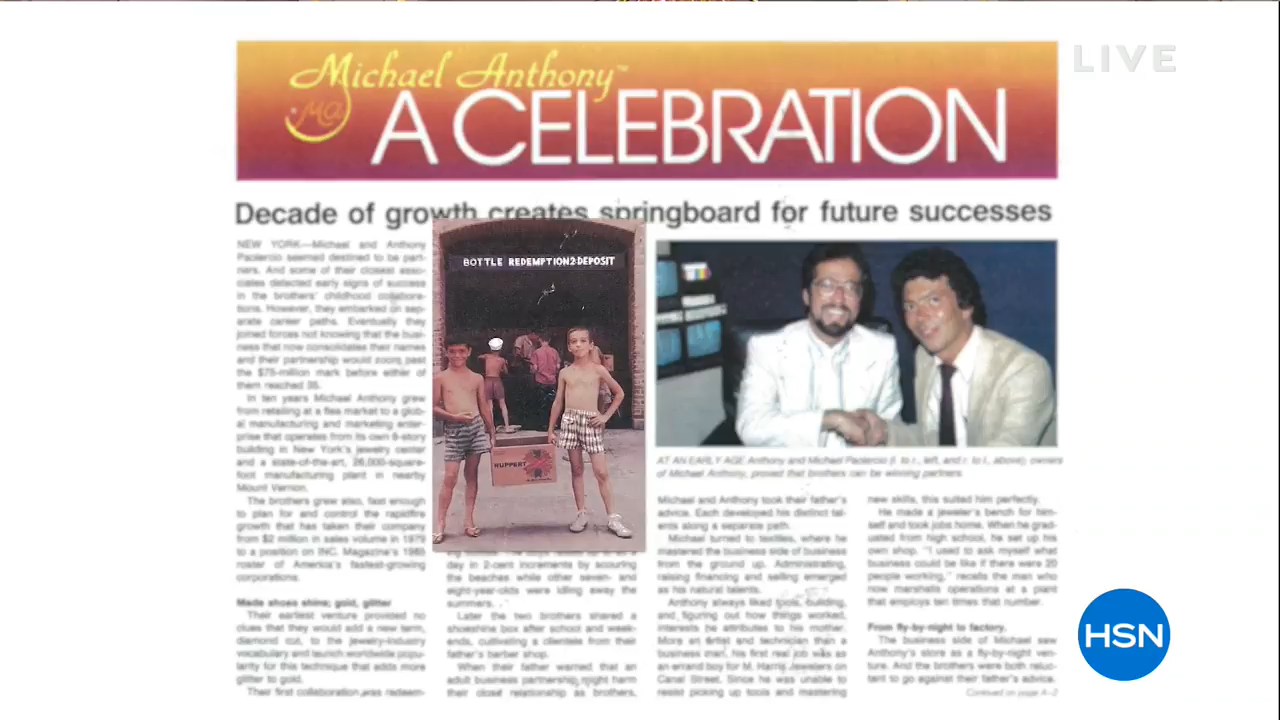 LIVE
Michael Anthony™
MA
A CELEBRATION
Decade of growth creates springboard for future successes
NEW YORK—Michael and Anthony
Paolercio seemed destined to be part-
ners. And some of their closest asso-
ciates detected early signs of success
in the brothers' childhood collabora-
tions. However, they embarked on sep-
arate career paths. Eventually they
joined forces not knowing that the busi-
ness that now consolidates their names
and their partnership would zoom past
the $75-million mark before either of
them reached 35.
In ten years Michael Anthony grew
from retailing at a flea market to a glob-
al manufacturing and marketing enter-
prise that operates from its own 8-story
building in New York's jewelry center
and a state-of-the-art, 28,000-square-
foot manufacturing plant in nearby
Mount Vernon.
The brothers grew also, fast enough
to plan for and control the rapidfire
growth that has taken their company
from $2 million in sales volume in 1979
to a position on INC. Magazine's 1985
roster of America's fastest-growing
corporations.
Made shoes shine; gold, glitter
Their earliest venture provided no
clues that they would add a new term,
diamond cut, to the jewelry-industry
vocabulary and launch worldwide popu-
larity for this technique that adds more
glitter to gold.
Their first collaboration was redeem-
BOTTLE REDEMPTION 2¢ DEPOSIT
RUPPERT
day in 2-cent increments by scouring
the beaches while other seven- and
eight-year-olds were idling away the
summers.
Later the two brothers shared a
shoeshine box after school and week-
ends, cultivating a clientele from their
father's barber shop.
When their father warned that an
adult business partnership might harm
their close relationship as brothers,
AT AN EARLY AGE Anthony and Michael Paolercio (l. to r., left, and r. to l., above) owners
of Michael Anthony, proved that brothers can be winning partners.
Michael and Anthony took their father's
advice. Each developed his distinct tal-
ents along a separate path.
Michael turned to textiles, where he
mastered the business side of business
from the ground up. Administrating,
raising financing and selling emerged
as his natural talents.
Anthony always liked tools, building,
and figuring out how things worked,
interests he attributes to his mother.
More an artist and technician than a
business man, his first real job was as
an errand boy for M. Harris Jewelers on
Canal Street. Since he was unable to
resist picking up tools and mastering
new skills, this suited him perfectly.
He made a jeweler's bench for him-
self and took jobs home. When he grad-
uated from high school, he set up his
own shop. "I used to ask myself what
business could be like if there were 20
people working," recalls the man who
now marshalls operations at a plant
that employs ten times that number.
From fly-by-night to factory.
The business side of Michael saw
Anthony's store as a fly-by-night ven-
ture. And the brothers were both reluc-
tant to go against their father's advice.
Continued on page A-2
HSN